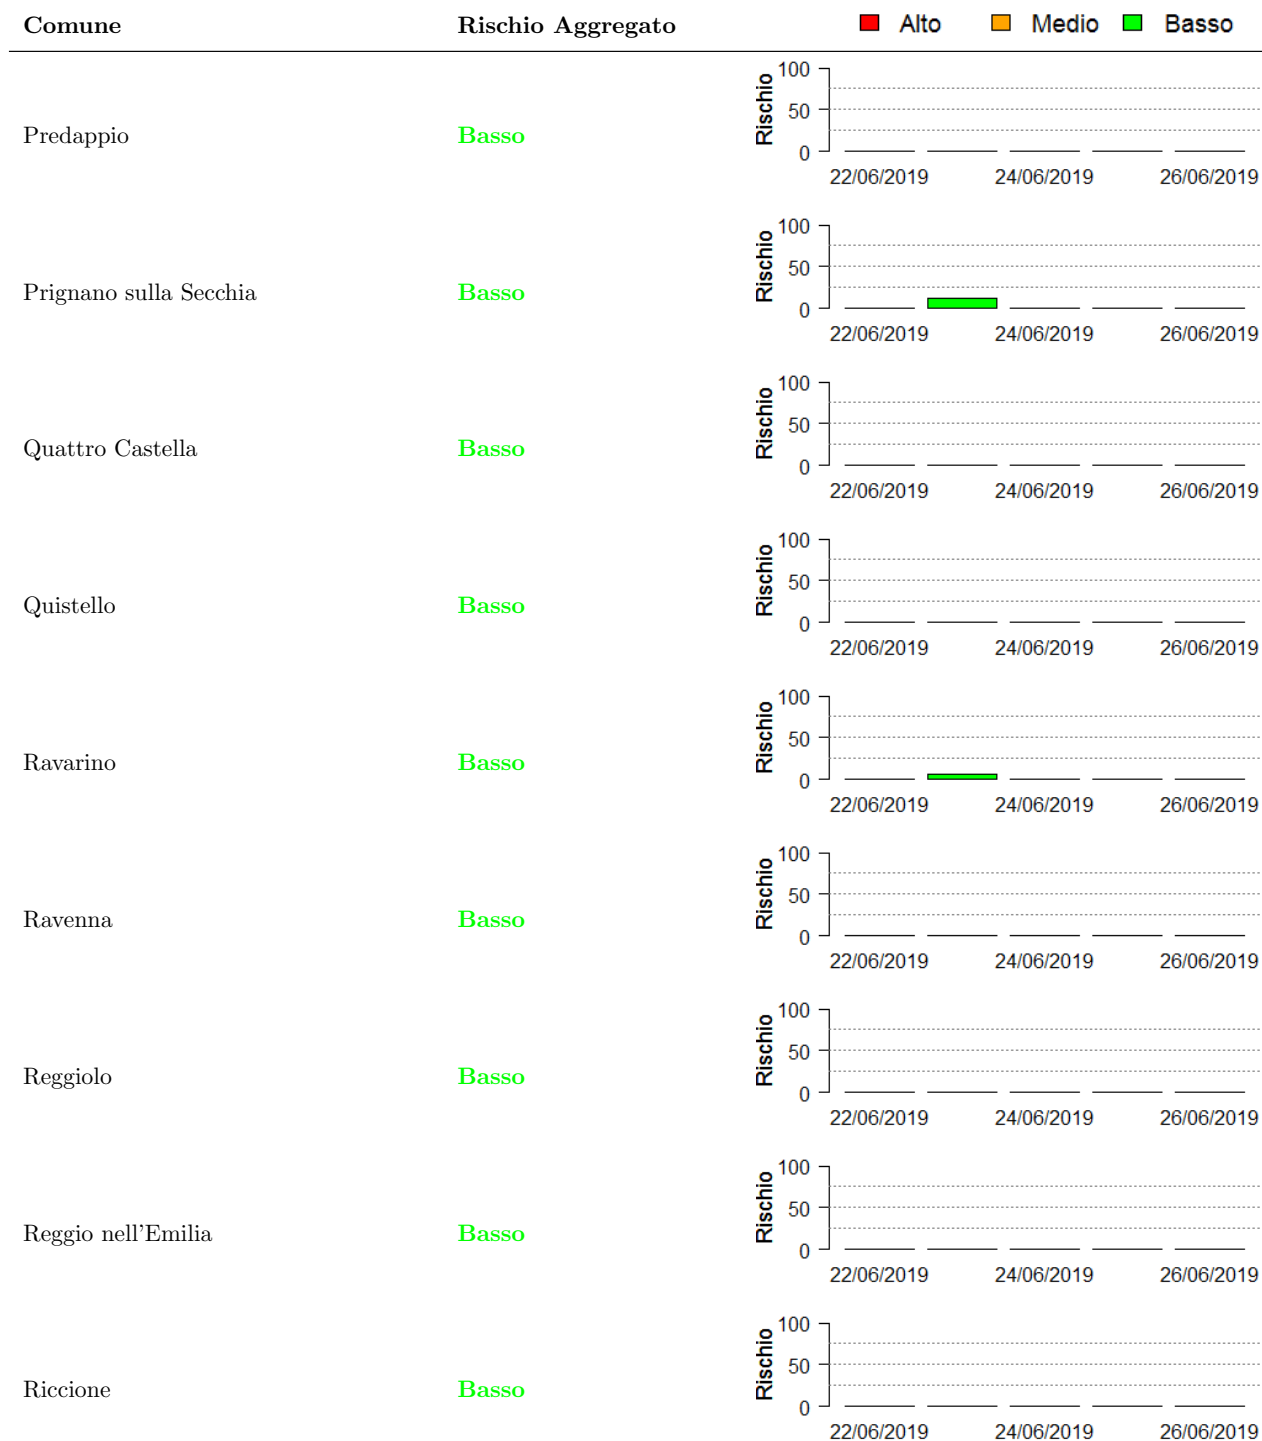 Comune Rischio Aggregato Alto Medio Basso
100
50
0
Rischio
Predappio Basso
22/06/2019 24/06/2019 26/06/2019
100
50
0
Rischio
Prignano sulla Secchia Basso
22/06/2019 24/06/2019 26/06/2019
100
50
0
Rischio
Quattro Castella Basso
22/06/2019 24/06/2019 26/06/2019
100
50
0
Rischio
Quistello Basso
22/06/2019 24/06/2019 26/06/2019
100
50
0
Rischio
Ravarino Basso
22/06/2019 24/06/2019 26/06/2019
100
50
0
Rischio
Ravenna Basso
22/06/2019 24/06/2019 26/06/2019
100
50
0
Rischio
Reggiolo Basso
22/06/2019 24/06/2019 26/06/2019
100
50
0
Rischio
Reggio nell'Emilia Basso
22/06/2019 24/06/2019 26/06/2019
100
50
0
Rischio
Riccione Basso
22/06/2019 24/06/2019 26/06/2019